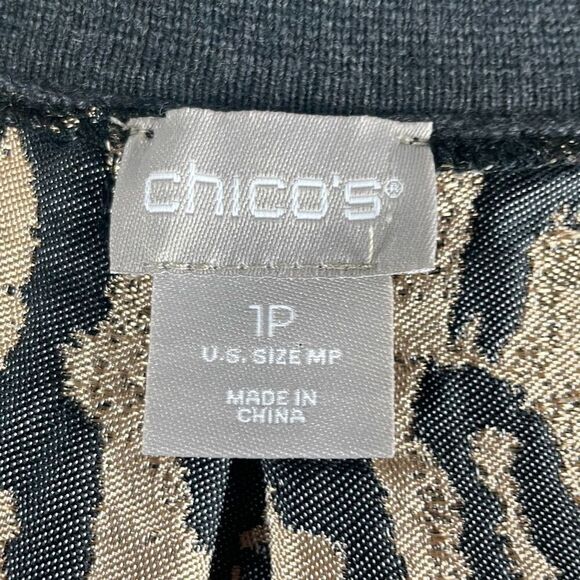 chico's®
1P
U.S. SIZE MP
MADE IN
CHINA